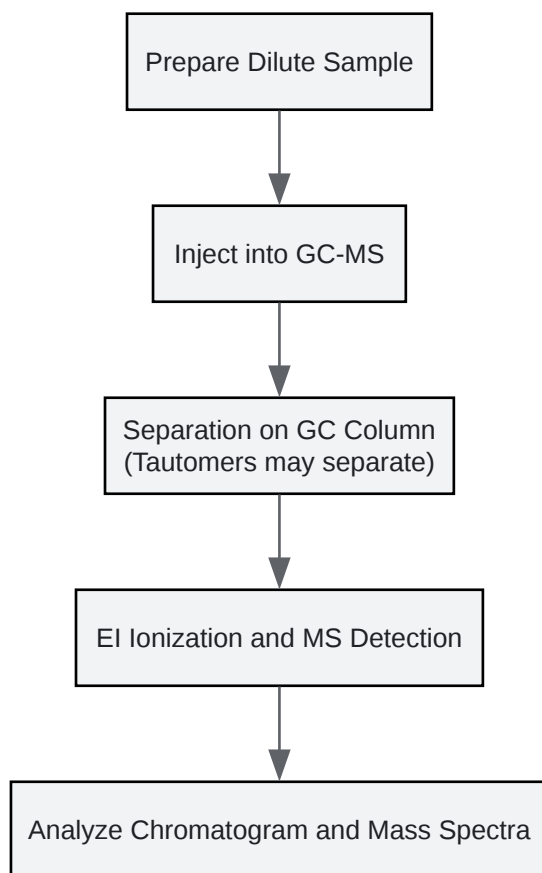 Prepare Dilute Sample
Inject into GC-MS
Separation on GC Column
(Tautomers may separate)
EI Ionization and MS Detection
Analyze Chromatogram and Mass Spectra